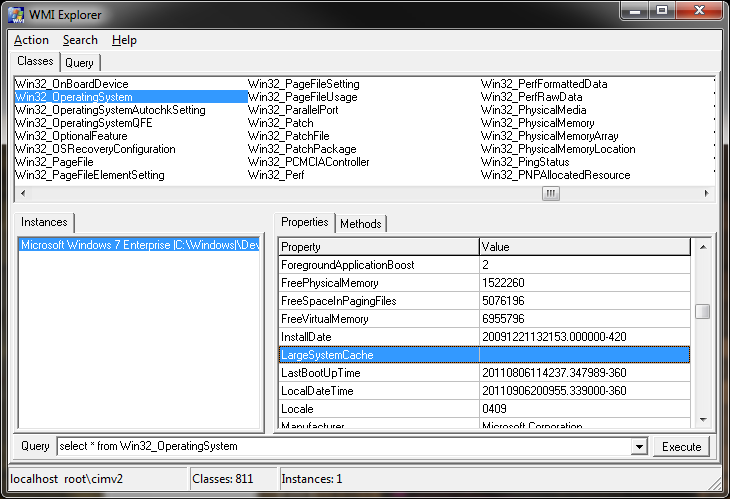 WMI Explorer
Action Search Help
Classes Query
Win32_OnBoardDevice Win32_PageFileSetting Win32_PerfFormattedData
Win32_OperatingSystem Win32_PageFileUsage Win32_PerfRawData
Win32_OperatingSystemAutochkSetting Win32_ParallelPort Win32_PhysicalMedia
Win32_OperatingSystemQFE Win32_Patch Win32_PhysicalMemory
Win32_OptionalFeature Win32_PatchFile Win32_PhysicalMemoryArray
Win32_OSRecoveryConfiguration Win32_PatchPackage Win32_PhysicalMemoryLocation
Win32_PageFile Win32_PCMCIAController Win32_PingStatus
Win32_PageFileElementSetting Win32_Perf Win32_PNPAllocatedResource
Instances
Microsoft Windows 7 Enterprise |C:\Windows|\Dev
Properties Methods
Property Value
ForegroundApplicationBoost 2
FreePhysicalMemory 1522260
FreeSpaceInPagingFiles 5076196
FreeVirtualMemory 6955796
InstallDate 20091221132153.000000-420
LargeSystemCache
LastBootUpTime 20110806114237.347989-360
LocalDateTime 20110906200955.339000-360
Locale 0409
Manufacturer Microsoft Corporation
Query select * from Win32_OperatingSystem Execute
localhost root\cimv2 Classes: 811 Instances: 1